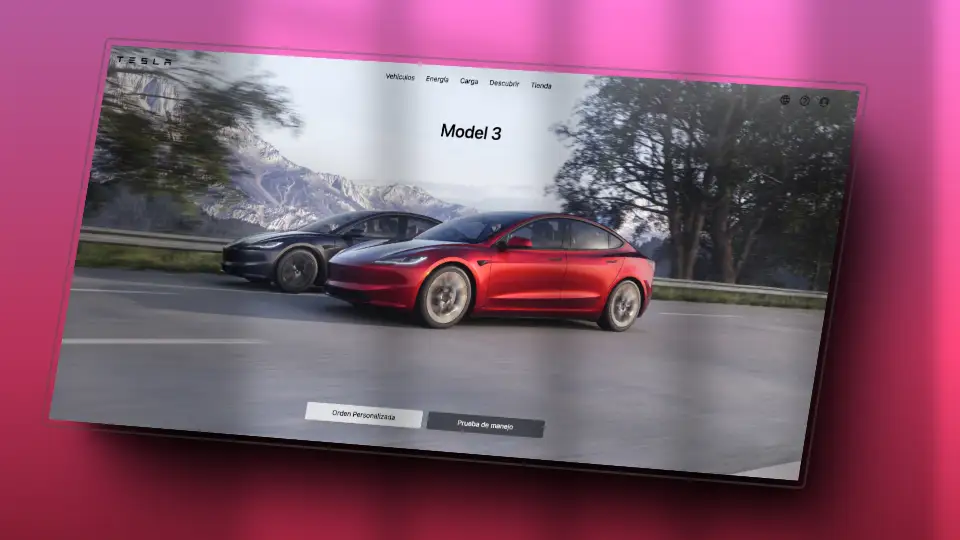 TESLA
Vehículos Energía Carga Descubrir Tienda
Model 3
Orden Personalizada Prueba de manejo